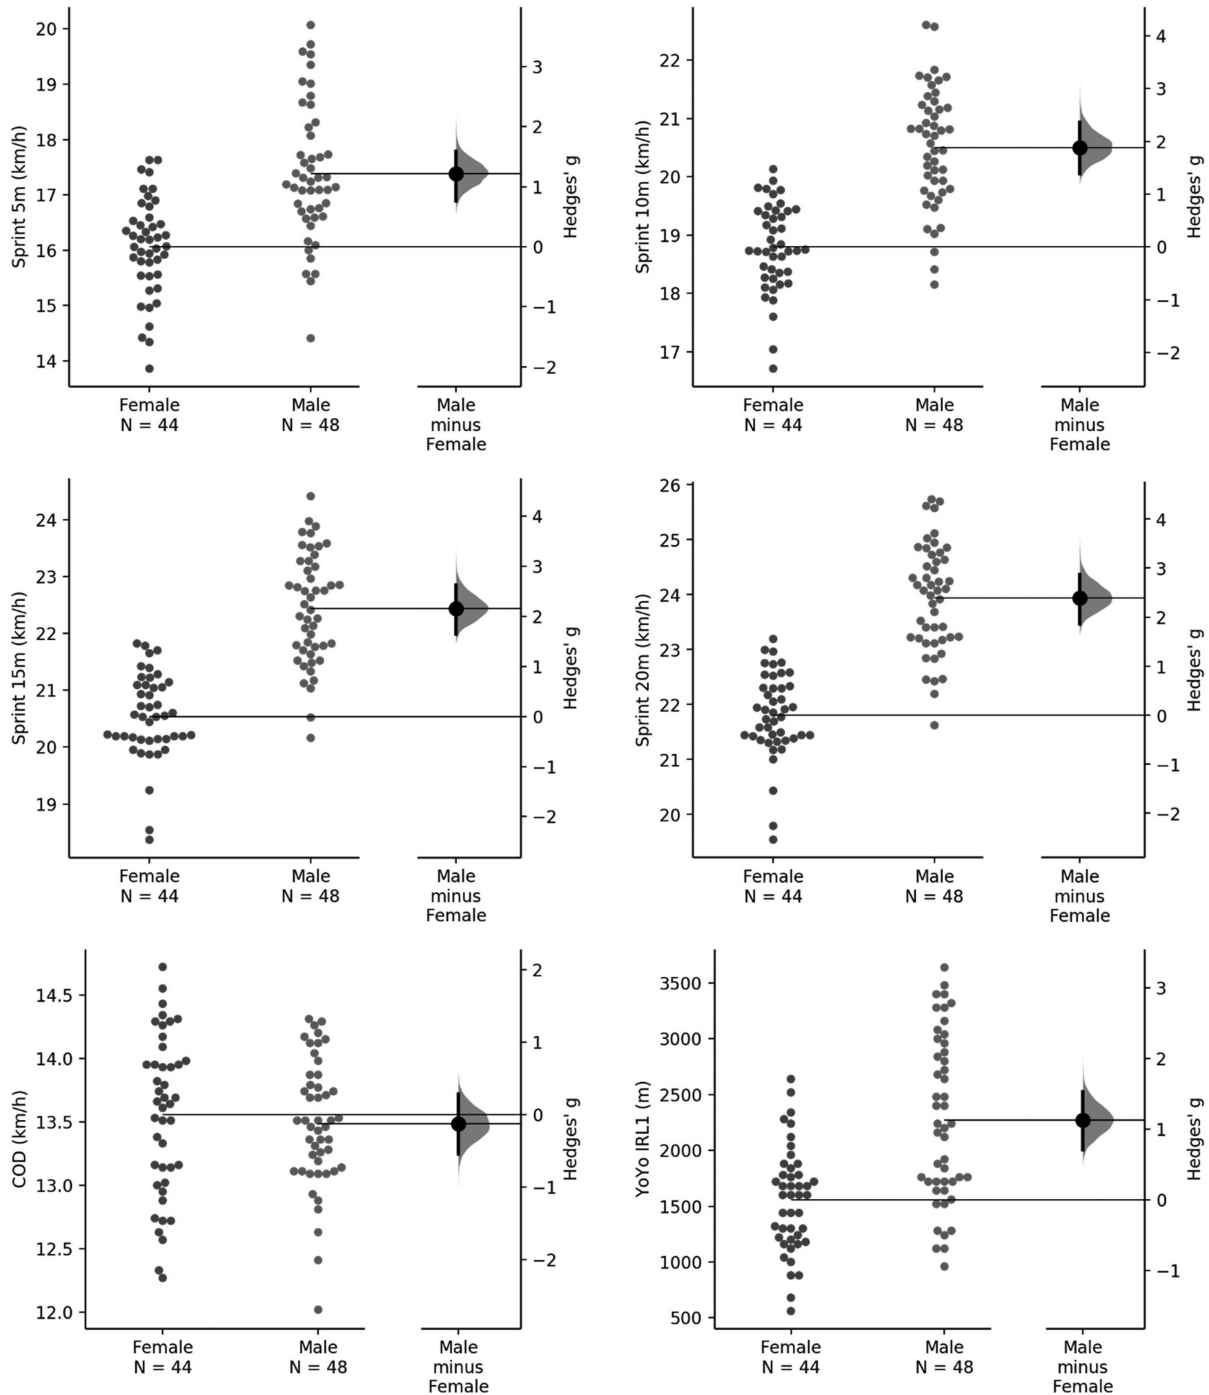 20
19
18
17
16
15
14
Sprint 5m (km/h)
3
2
1
0
−1
−2
Hedges' g
Female
N = 44
Male
N = 48
Male
minus
Female
22
21
20
19
18
17
Sprint 10m (km/h)
4
3
2
1
0
−1
−2
Hedges' g
Female
N = 44
Male
N = 48
Male
minus
Female
24
23
22
21
20
19
Sprint 15m (km/h)
4
3
2
1
0
−1
−2
Hedges' g
Female
N = 44
Male
N = 48
Male
minus
Female
26
25
24
23
22
21
20
Sprint 20m (km/h)
4
3
2
1
0
−1
−2
Hedges' g
Female
N = 44
Male
N = 48
Male
minus
Female
14.5
14.0
13.5
13.0
12.5
12.0
COD (km/h)
2
1
0
−1
−2
Hedges' g
Female
N = 44
Male
N = 48
Male
minus
Female
3500
3000
2500
2000
1500
1000
500
YoYo IRL1 (m)
3
2
1
0
−1
Hedges' g
Female
N = 44
Male
N = 48
Male
minus
Female